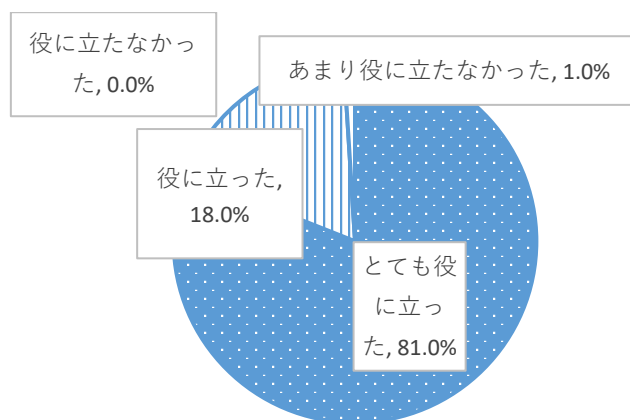 役に立たなかっ
た, 0.0%
あまり役に立たなかった, 1.0%
役に立った,
18.0%
とても役
に立っ
た, 81.0%